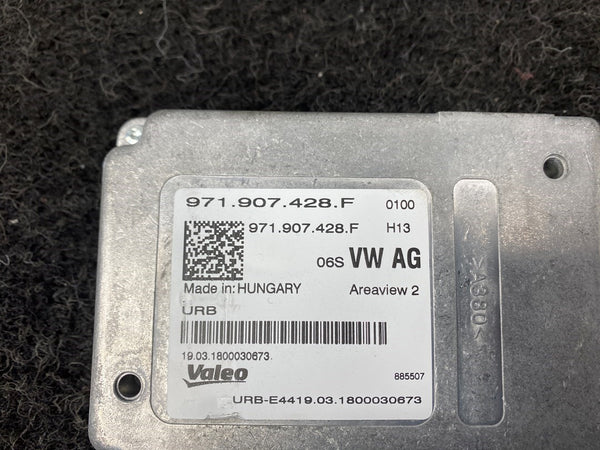 971.907.428.F 0100
971.907.428.F H13
06S VW AG
Made in: HUNGARY Areaview 2
URB
19.03.1800030673
Valeo 885507
URB-E4419.03.1800030673
>A380<